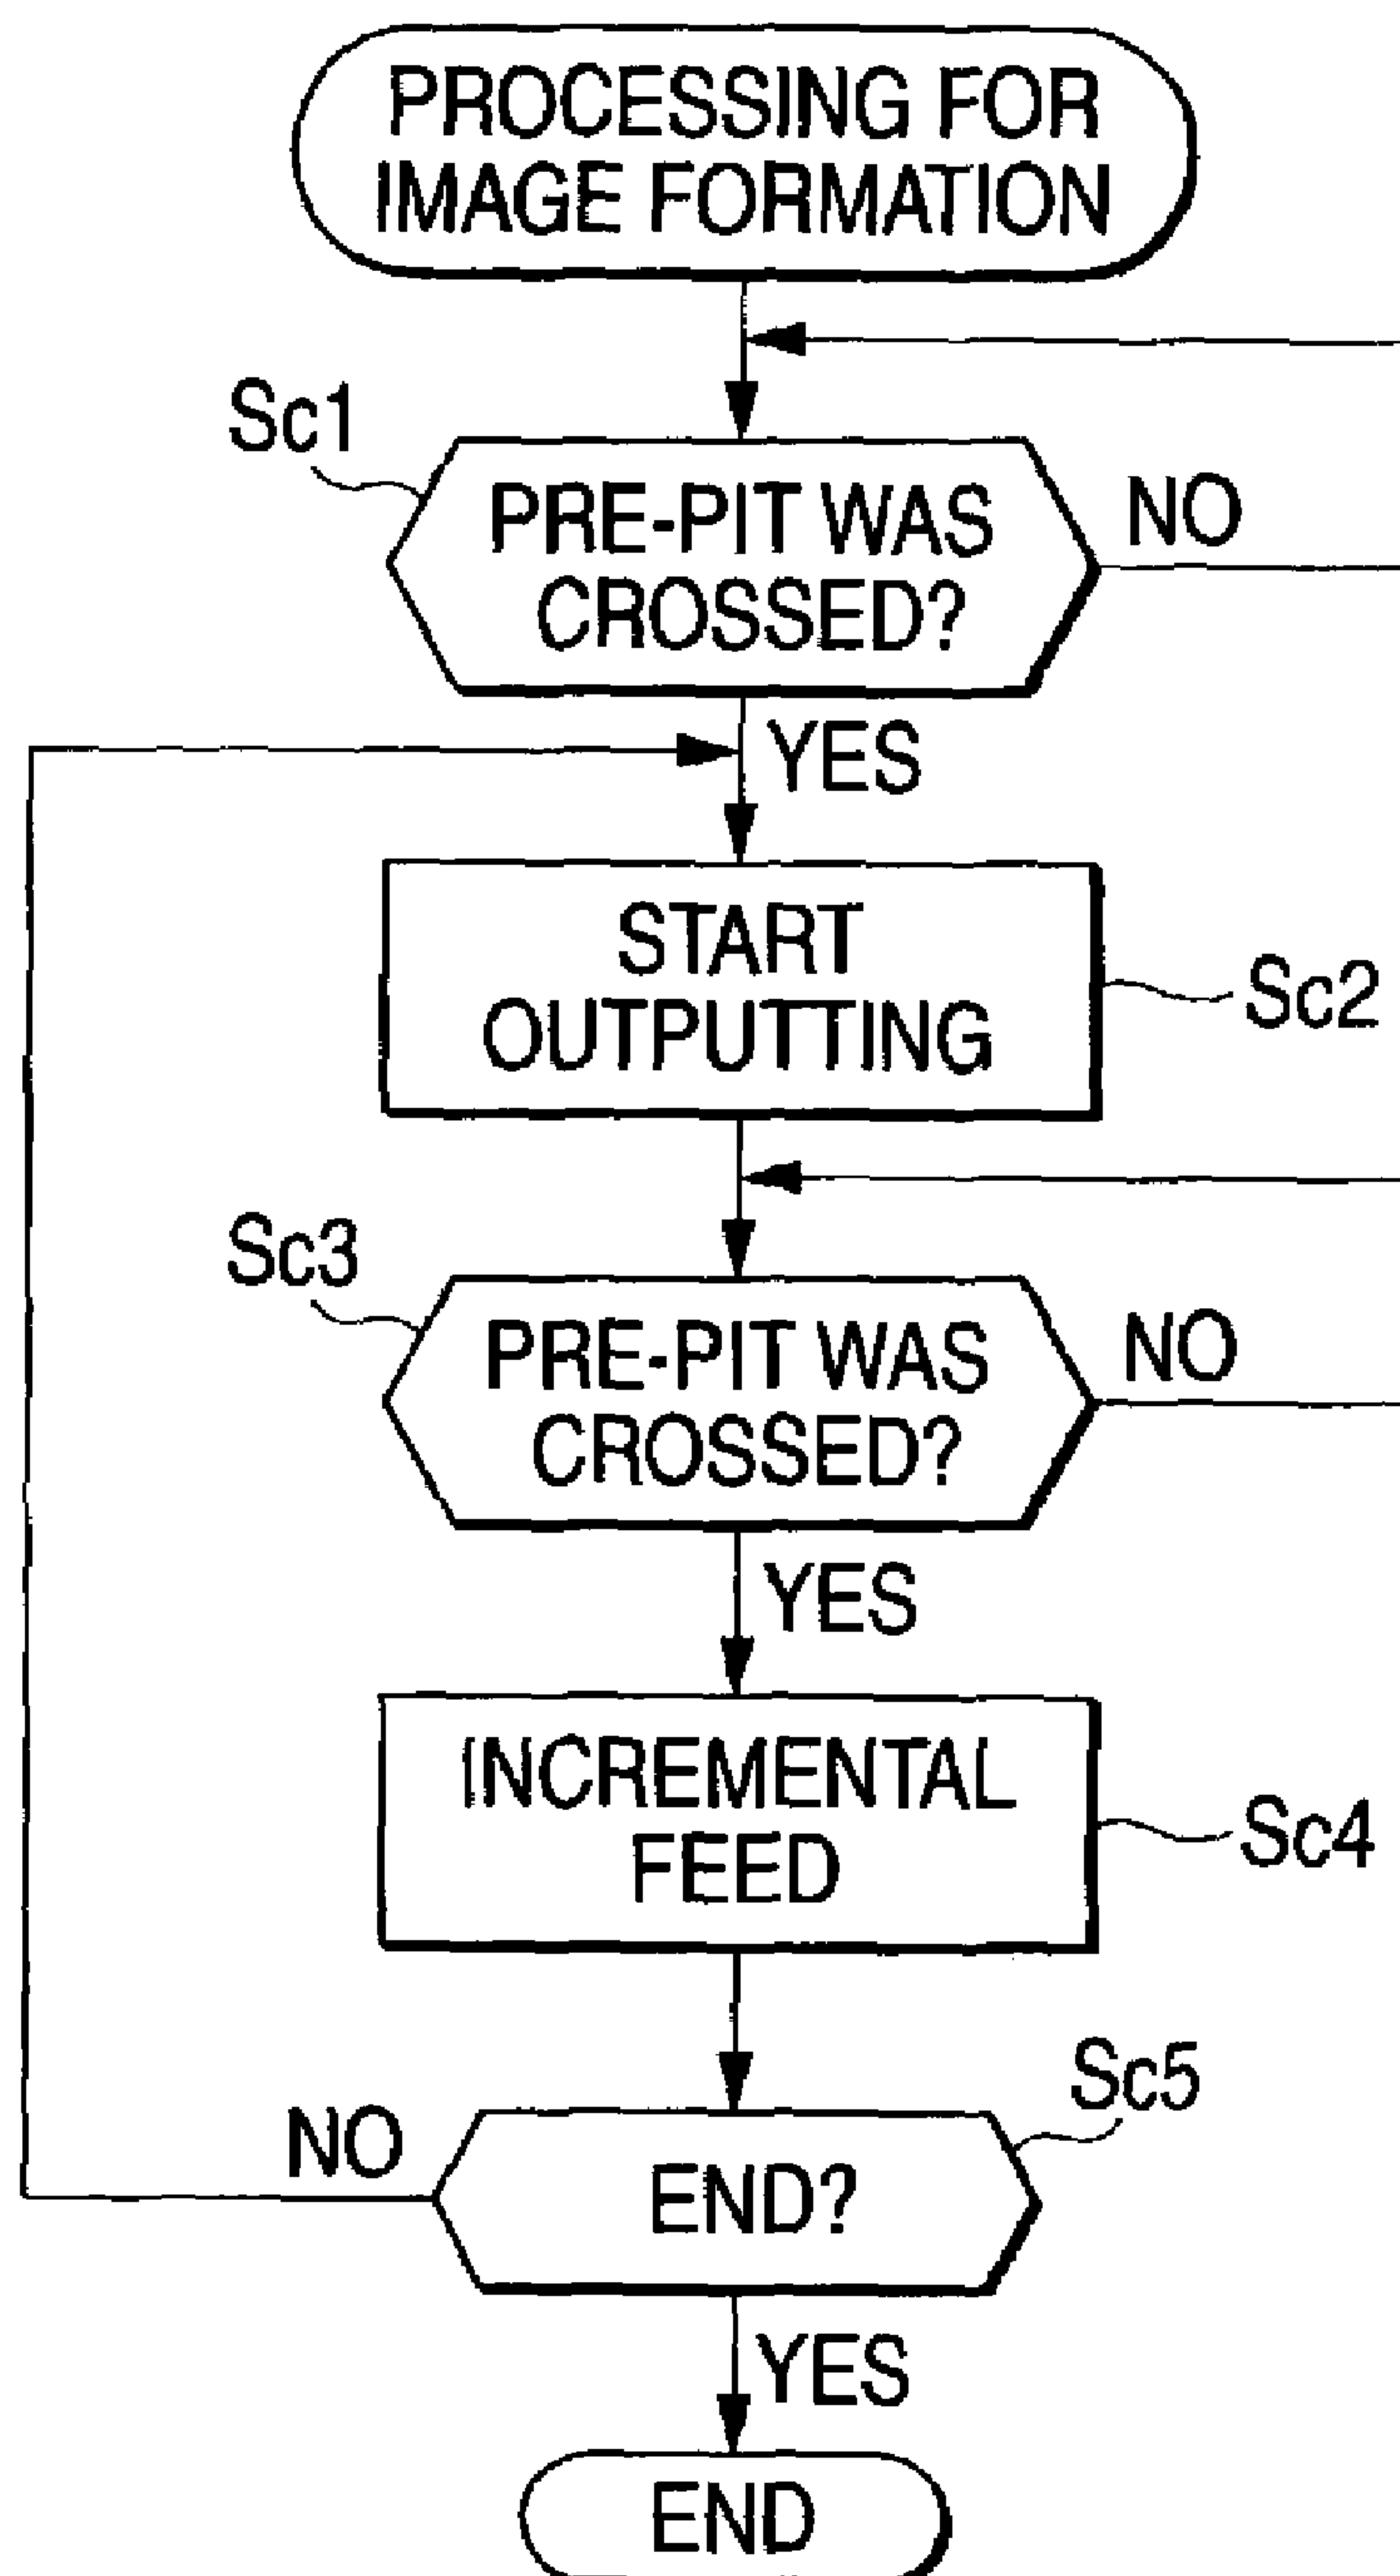 PROCESSING FOR
IMAGE FORMATION
Sc1
PRE-PIT WAS
CROSSED?
NO
YES
START
OUTPUTTING
Sc2
Sc3
PRE-PIT WAS
CROSSED?
NO
YES
INCREMENTAL
FEED
Sc4
Sc5
NO
END?
YES
END